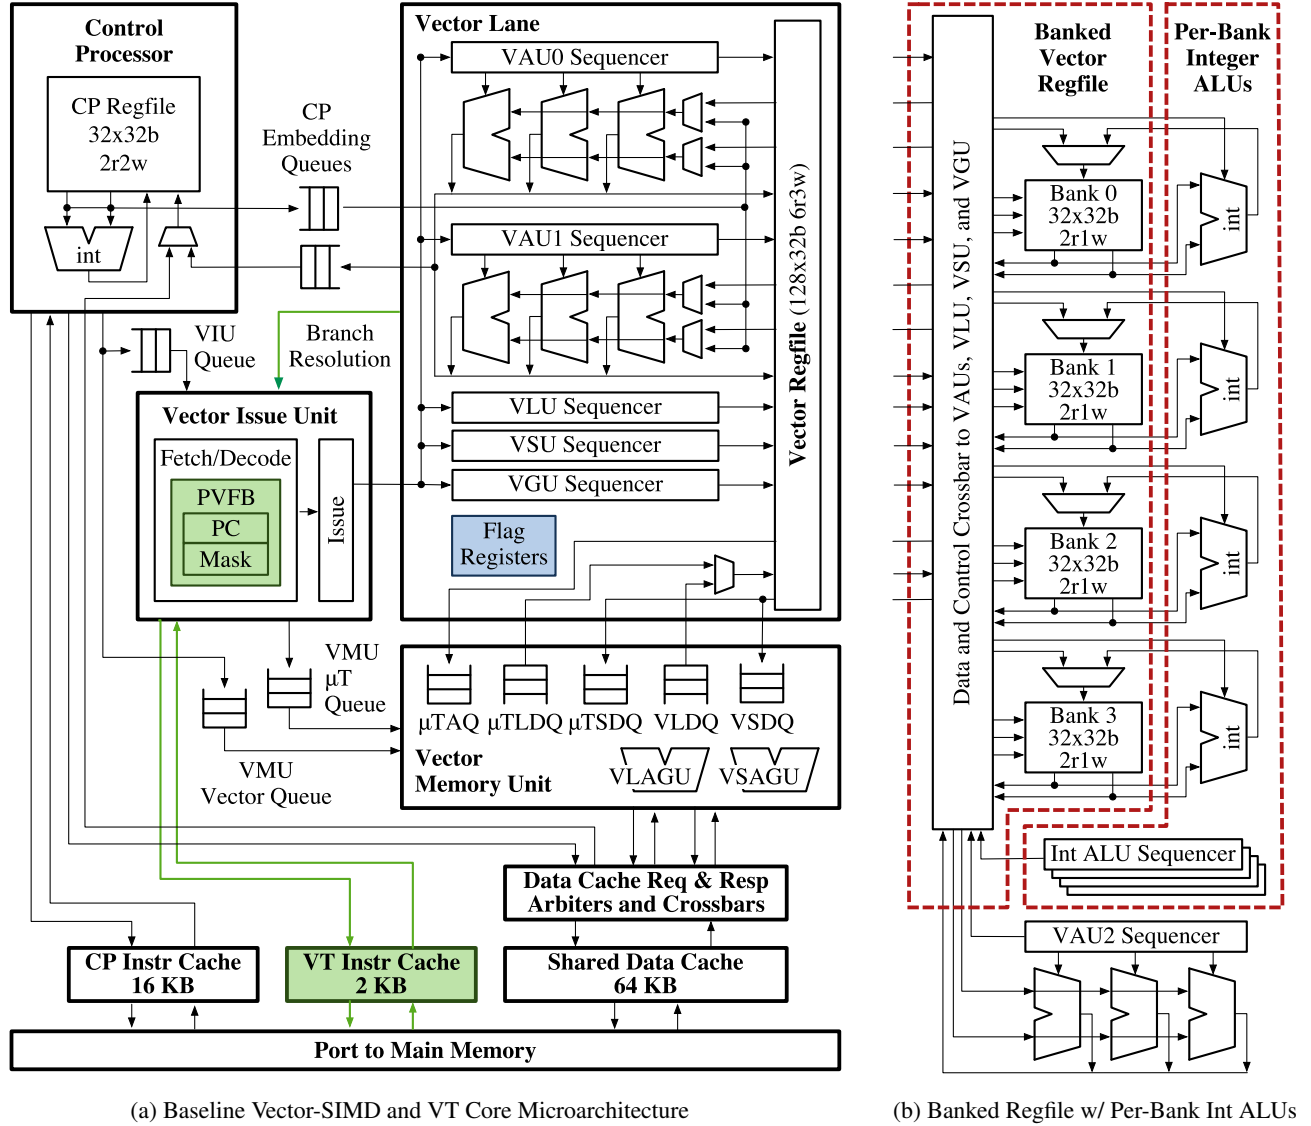 Control
Processor
CP Regfile
32x32b
2r2w
int
CP
Embedding
Queues
VIU
Queue
Branch
Resolution
Vector Issue Unit
Fetch/Decode
PVFB
PC
Mask
Issue
VMU
μT
Queue
VMU
Vector Queue
Vector Lane
VAU0 Sequencer
VAU1 Sequencer
VLU Sequencer
VSU Sequencer
VGU Sequencer
Flag
Registers
Vector Regfile (128x32b 6r3w)
μTAQ
μTLDQ
μTSDQ
VLDQ
VSDQ
Vector
Memory Unit
VLAGU
VSAGU
Data Cache Req & Resp
Arbiters and Crossbars
CP Instr Cache
16 KB
VT Instr Cache
2 KB
Shared Data Cache
64 KB
Port to Main Memory
(a) Baseline Vector-SIMD and VT Core Microarchitecture
Data and Control Crossbar to VAUs, VLU, VSU, and VGU
Banked
Vector
Regfile
Per-Bank
Integer
ALUs
Bank 0
32x32b
2r1w
int
Bank 1
32x32b
2r1w
int
Bank 2
32x32b
2r1w
int
Bank 3
32x32b
2r1w
int
Int ALU Sequencer
VAU2 Sequencer
(b) Banked Regfile w/ Per-Bank Int ALUs